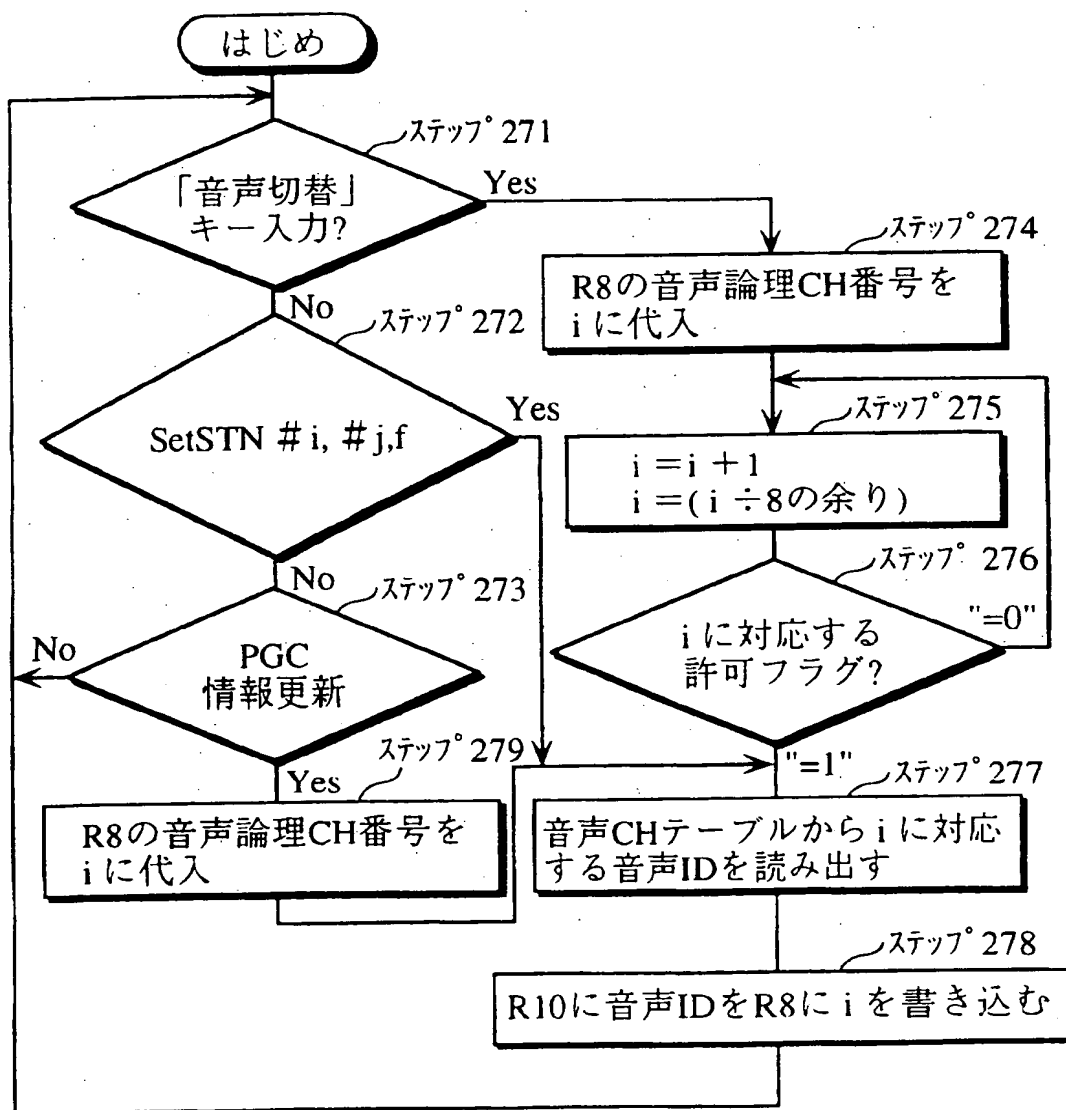 はじめ
ステップ271
「音声切替」
キー入力?
Yes
No
ステップ272
SetSTN #i, #j,f
Yes
No
ステップ273
PGC
情報更新
No
Yes
ステップ279
R8の音声論理CH番号を
iに代入
ステップ274
R8の音声論理CH番号を
iに代入
ステップ275
i=i+1
i=(i÷8の余り)
ステップ276
iに対応する
許可フラグ?
"=0"
"=1"
ステップ277
音声CHテーブルからiに対応
する音声IDを読み出す
ステップ278
R10に音声IDをR8にiを書き込む